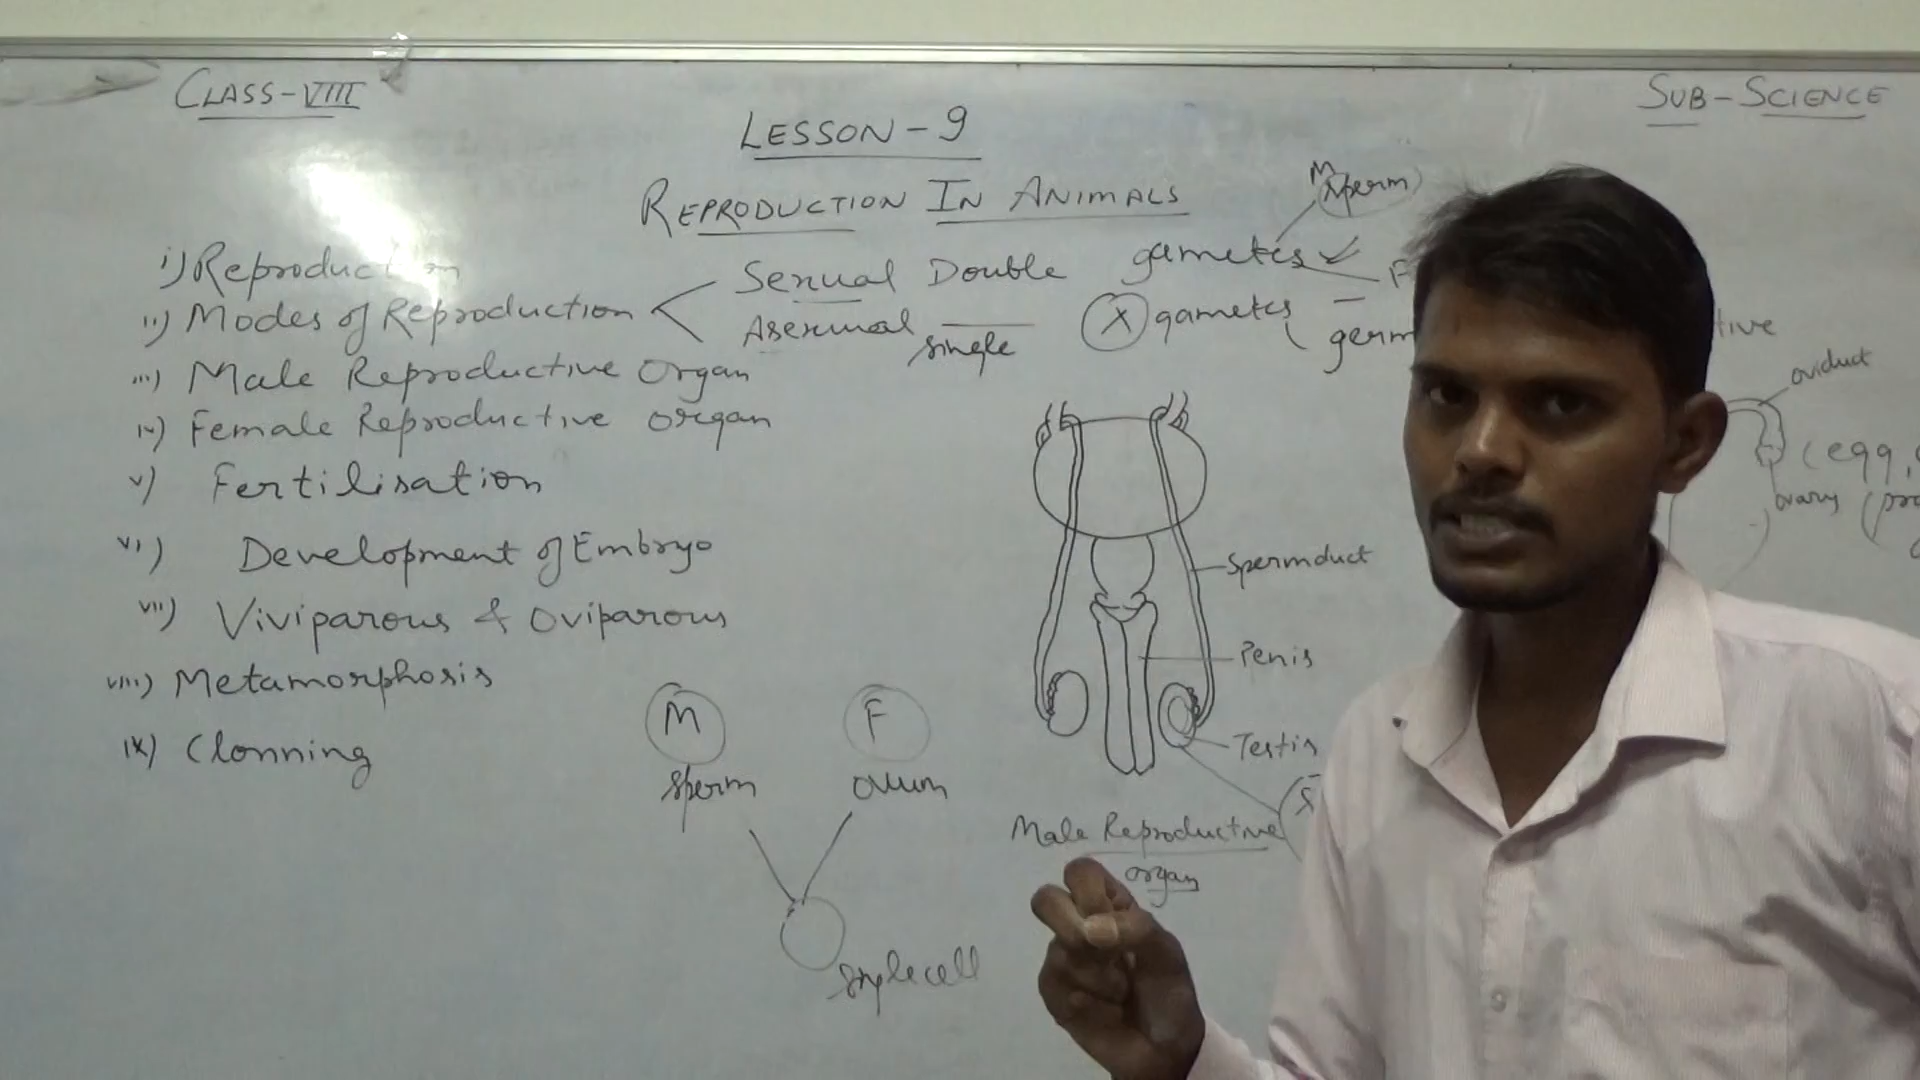 CLASS-VIII
SUB-SCIENCE
LESSON-9
REPRODUCTION IN ANIMALS
M
(sperm)
i) Reproduction
Sexual Double
gametes ✓
F
ii) Modes of Reproduction
Asexual single
X gametes
germ
tive
iii) Male Reproductive Organ
iv) Female Reproductive organ
v) Fertilisation
vi) Development of Embryo
vii) Viviparous & Oviparous
viii) Metamorphosis
ix) Clonning
oviduct
(egg,
ovary
Spermduct
Penis
Testis
M
F
sperm
ovum
Male Reproductive
organ